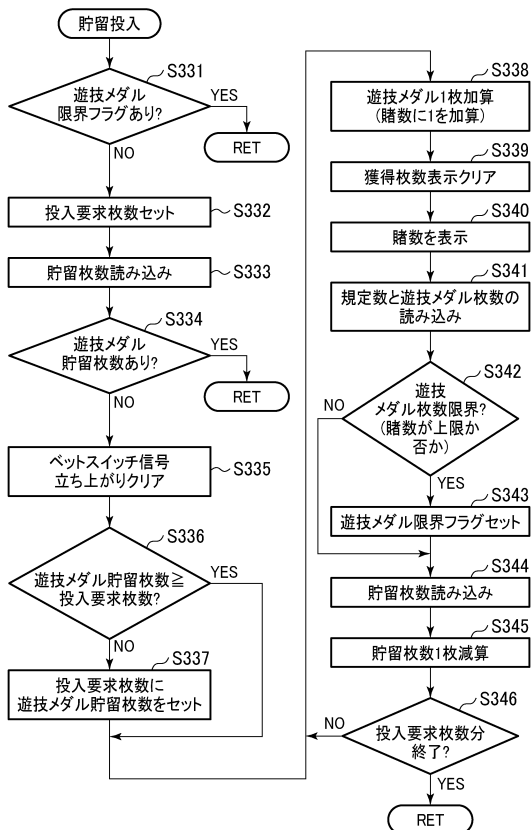 貯留投入
S331
遊技メダル
限界フラグあり?
YES
RET
NO
投入要求枚数セット
S332
貯留枚数読み込み
S333
S334
遊技メダル
貯留枚数あり?
YES
RET
NO
ベットスイッチ信号
立ち上がりクリア
S335
S336
遊技メダル貯留枚数≧
投入要求枚数?
YES
NO
S337
投入要求枚数に
遊技メダル貯留枚数をセット
S338
遊技メダル1枚加算
(賭数に1を加算)
S339
獲得枚数表示クリア
S340
賭数を表示
S341
規定数と遊技メダル枚数の
読み込み
S342
遊技
メダル枚数限界?
(賭数が上限か
否か)
NO
YES
S343
遊技メダル限界フラグセット
S344
貯留枚数読み込み
S345
貯留枚数1枚減算
S346
投入要求枚数分
終了?
NO
YES
RET